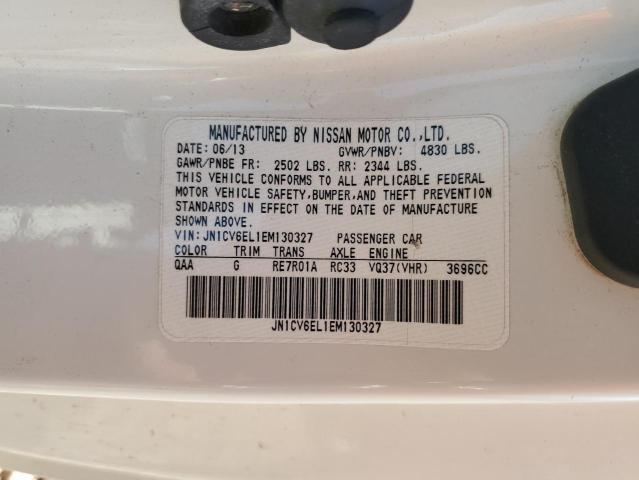 MANUFACTURED BY NISSAN MOTOR CO.,LTD.
DATE: 06/13 GVWR/PNBV: 4830 LBS.
GAWR/PNBE FR: 2502 LBS. RR: 2344 LBS.
THIS VEHICLE CONFORMS TO ALL APPLICABLE FEDERAL
MOTOR VEHICLE SAFETY,BUMPER,AND THEFT PREVENTION
STANDARDS IN EFFECT ON THE DATE OF MANUFACTURE
SHOWN ABOVE.
VIN: JN1CV6EL1EM130327 PASSENGER CAR
COLOR TRIM TRANS AXLE ENGINE
QAA G RE7R01A RC33 VQ37(VHR) 3696CC
JN1CV6EL1EM130327